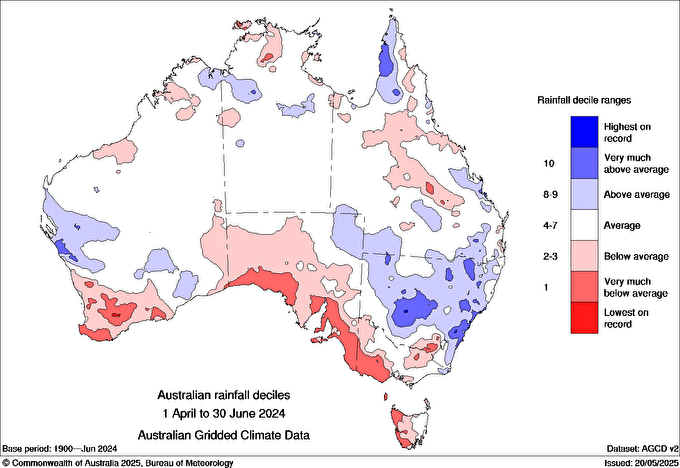 Rainfall decile ranges
Highest on
record
10
Very much
above average
8-9
Above average
4-7
Average
2-3
Below average
1
Very much
below average
Lowest on
record
Australian rainfall deciles
1 April to 30 June 2024
Australian Gridded Climate Data
Base period: 1900—Jun 2024
Dataset: AGCD v2
© Commonwealth of Australia 2025, Bureau of Meteorology
Issued: 20/05/2025